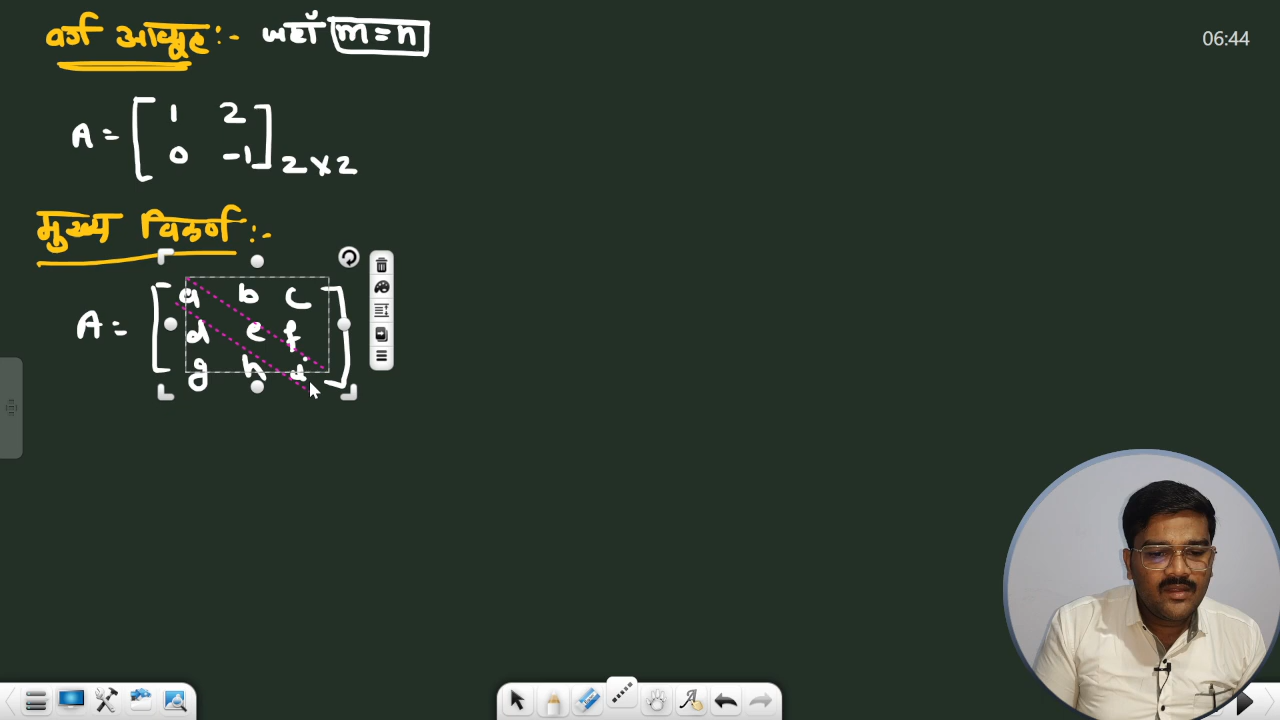 वर्ग आव्यूह :- जहाँ m = n
06:44
A = [ 1 2
0 -1 ] 2×2
मुख्य विकर्ण :-
A = [ a b c
d e f
g h i ]